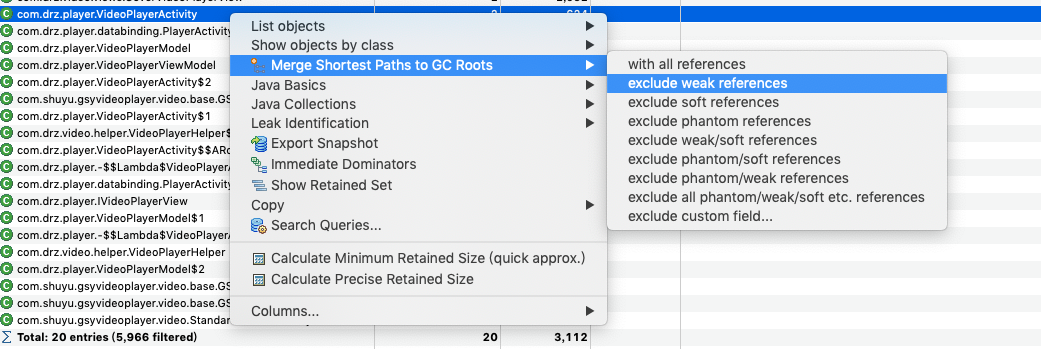 com.drz.player.VideoPlayerActivity
com.drz.player.databinding.PlayerActivity
com.drz.player.VideoPlayerModel
com.drz.player.VideoPlayerViewModel
com.drz.player.VideoPlayerActivity$2
com.shuyu.gsyvideoplayer.video.base.GS
com.drz.player.VideoPlayerActivity$1
com.drz.video.helper.VideoPlayerHelper$
com.drz.player.VideoPlayerActivity$$ARo
com.drz.player.-$$Lambda$VideoPlayerA
com.drz.player.databinding.PlayerActivity
com.drz.player.IVideoPlayerView
com.drz.player.VideoPlayerModel$1
com.drz.player.-$$Lambda$VideoPlayerA
com.drz.video.helper.VideoPlayerHelper
com.drz.player.VideoPlayerModel$2
com.shuyu.gsyvideoplayer.video.base.GS
com.shuyu.gsyvideoplayer.video.base.GS
com.shuyu.gsyvideoplayer.video.Standar
Total: 20 entries (5,966 filtered) 20 3,112
List objects
Show objects by class
Merge Shortest Paths to GC Roots
Java Basics
Java Collections
Leak Identification
Export Snapshot
Immediate Dominators
Show Retained Set
Copy
Search Queries...
Calculate Minimum Retained Size (quick approx.)
Calculate Precise Retained Size
Columns...
with all references
exclude weak references
exclude soft references
exclude phantom references
exclude weak/soft references
exclude phantom/soft references
exclude phantom/weak references
exclude all phantom/weak/soft etc. references
exclude custom field...